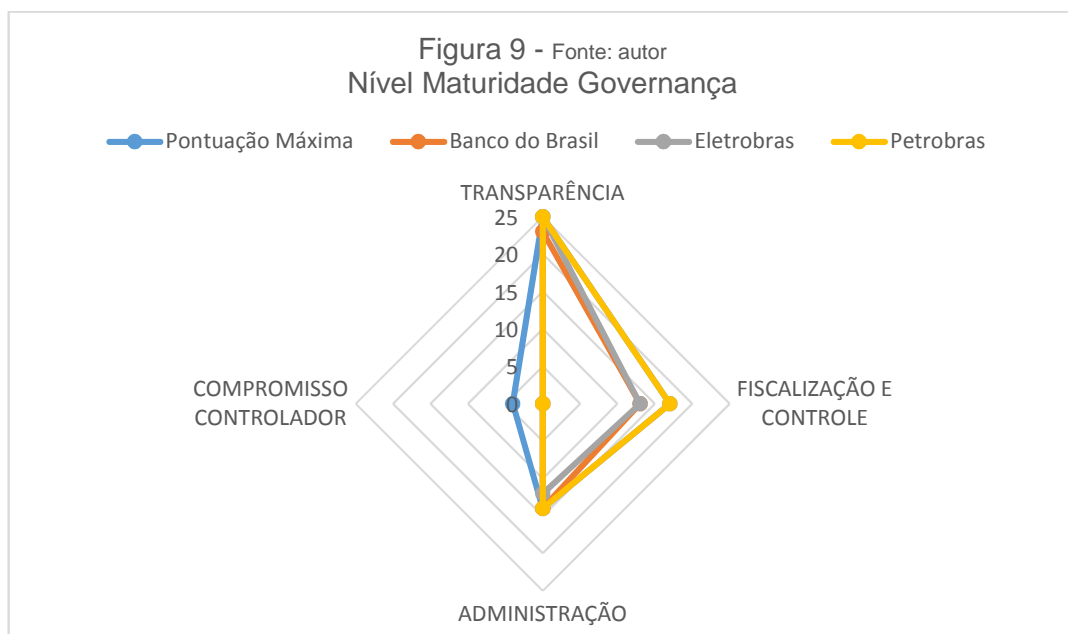 Figura 9 - Fonte: autor
Nível Maturidade Governança
Pontuação Máxima Banco do Brasil Eletrobras Petrobras
TRANSPARÊNCIA
25
20
15
10
5
0
COMPROMISSO
CONTROLADOR
FISCALIZAÇÃO E
CONTROLE
ADMINISTRAÇÃO